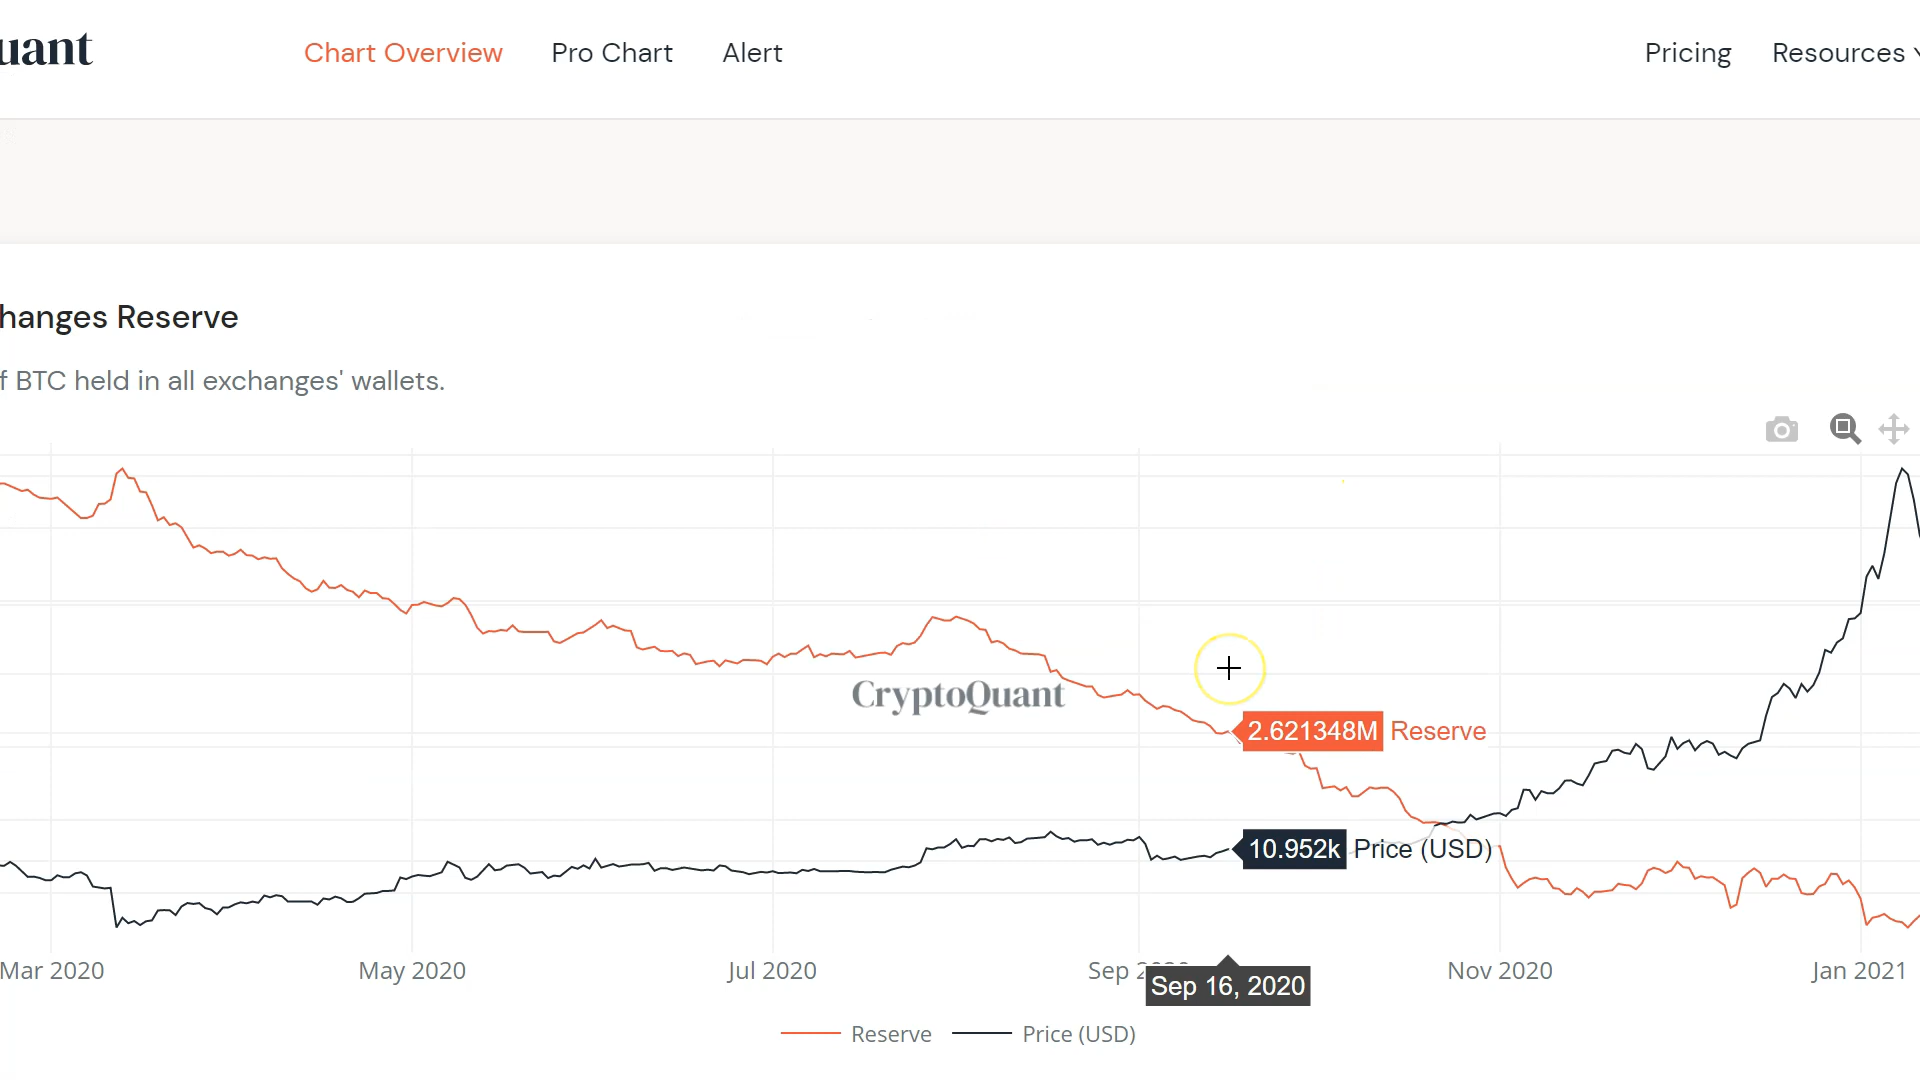 uant
Chart Overview
Pro Chart
Alert
Pricing
Resources
hanges Reserve
f BTC held in all exchanges' wallets.
CryptoQuant
2.621348M Reserve
10.952k Price (USD)
Mar 2020
May 2020
Jul 2020
Sep
Sep 16, 2020
Nov 2020
Jan 2021
Reserve
Price (USD)